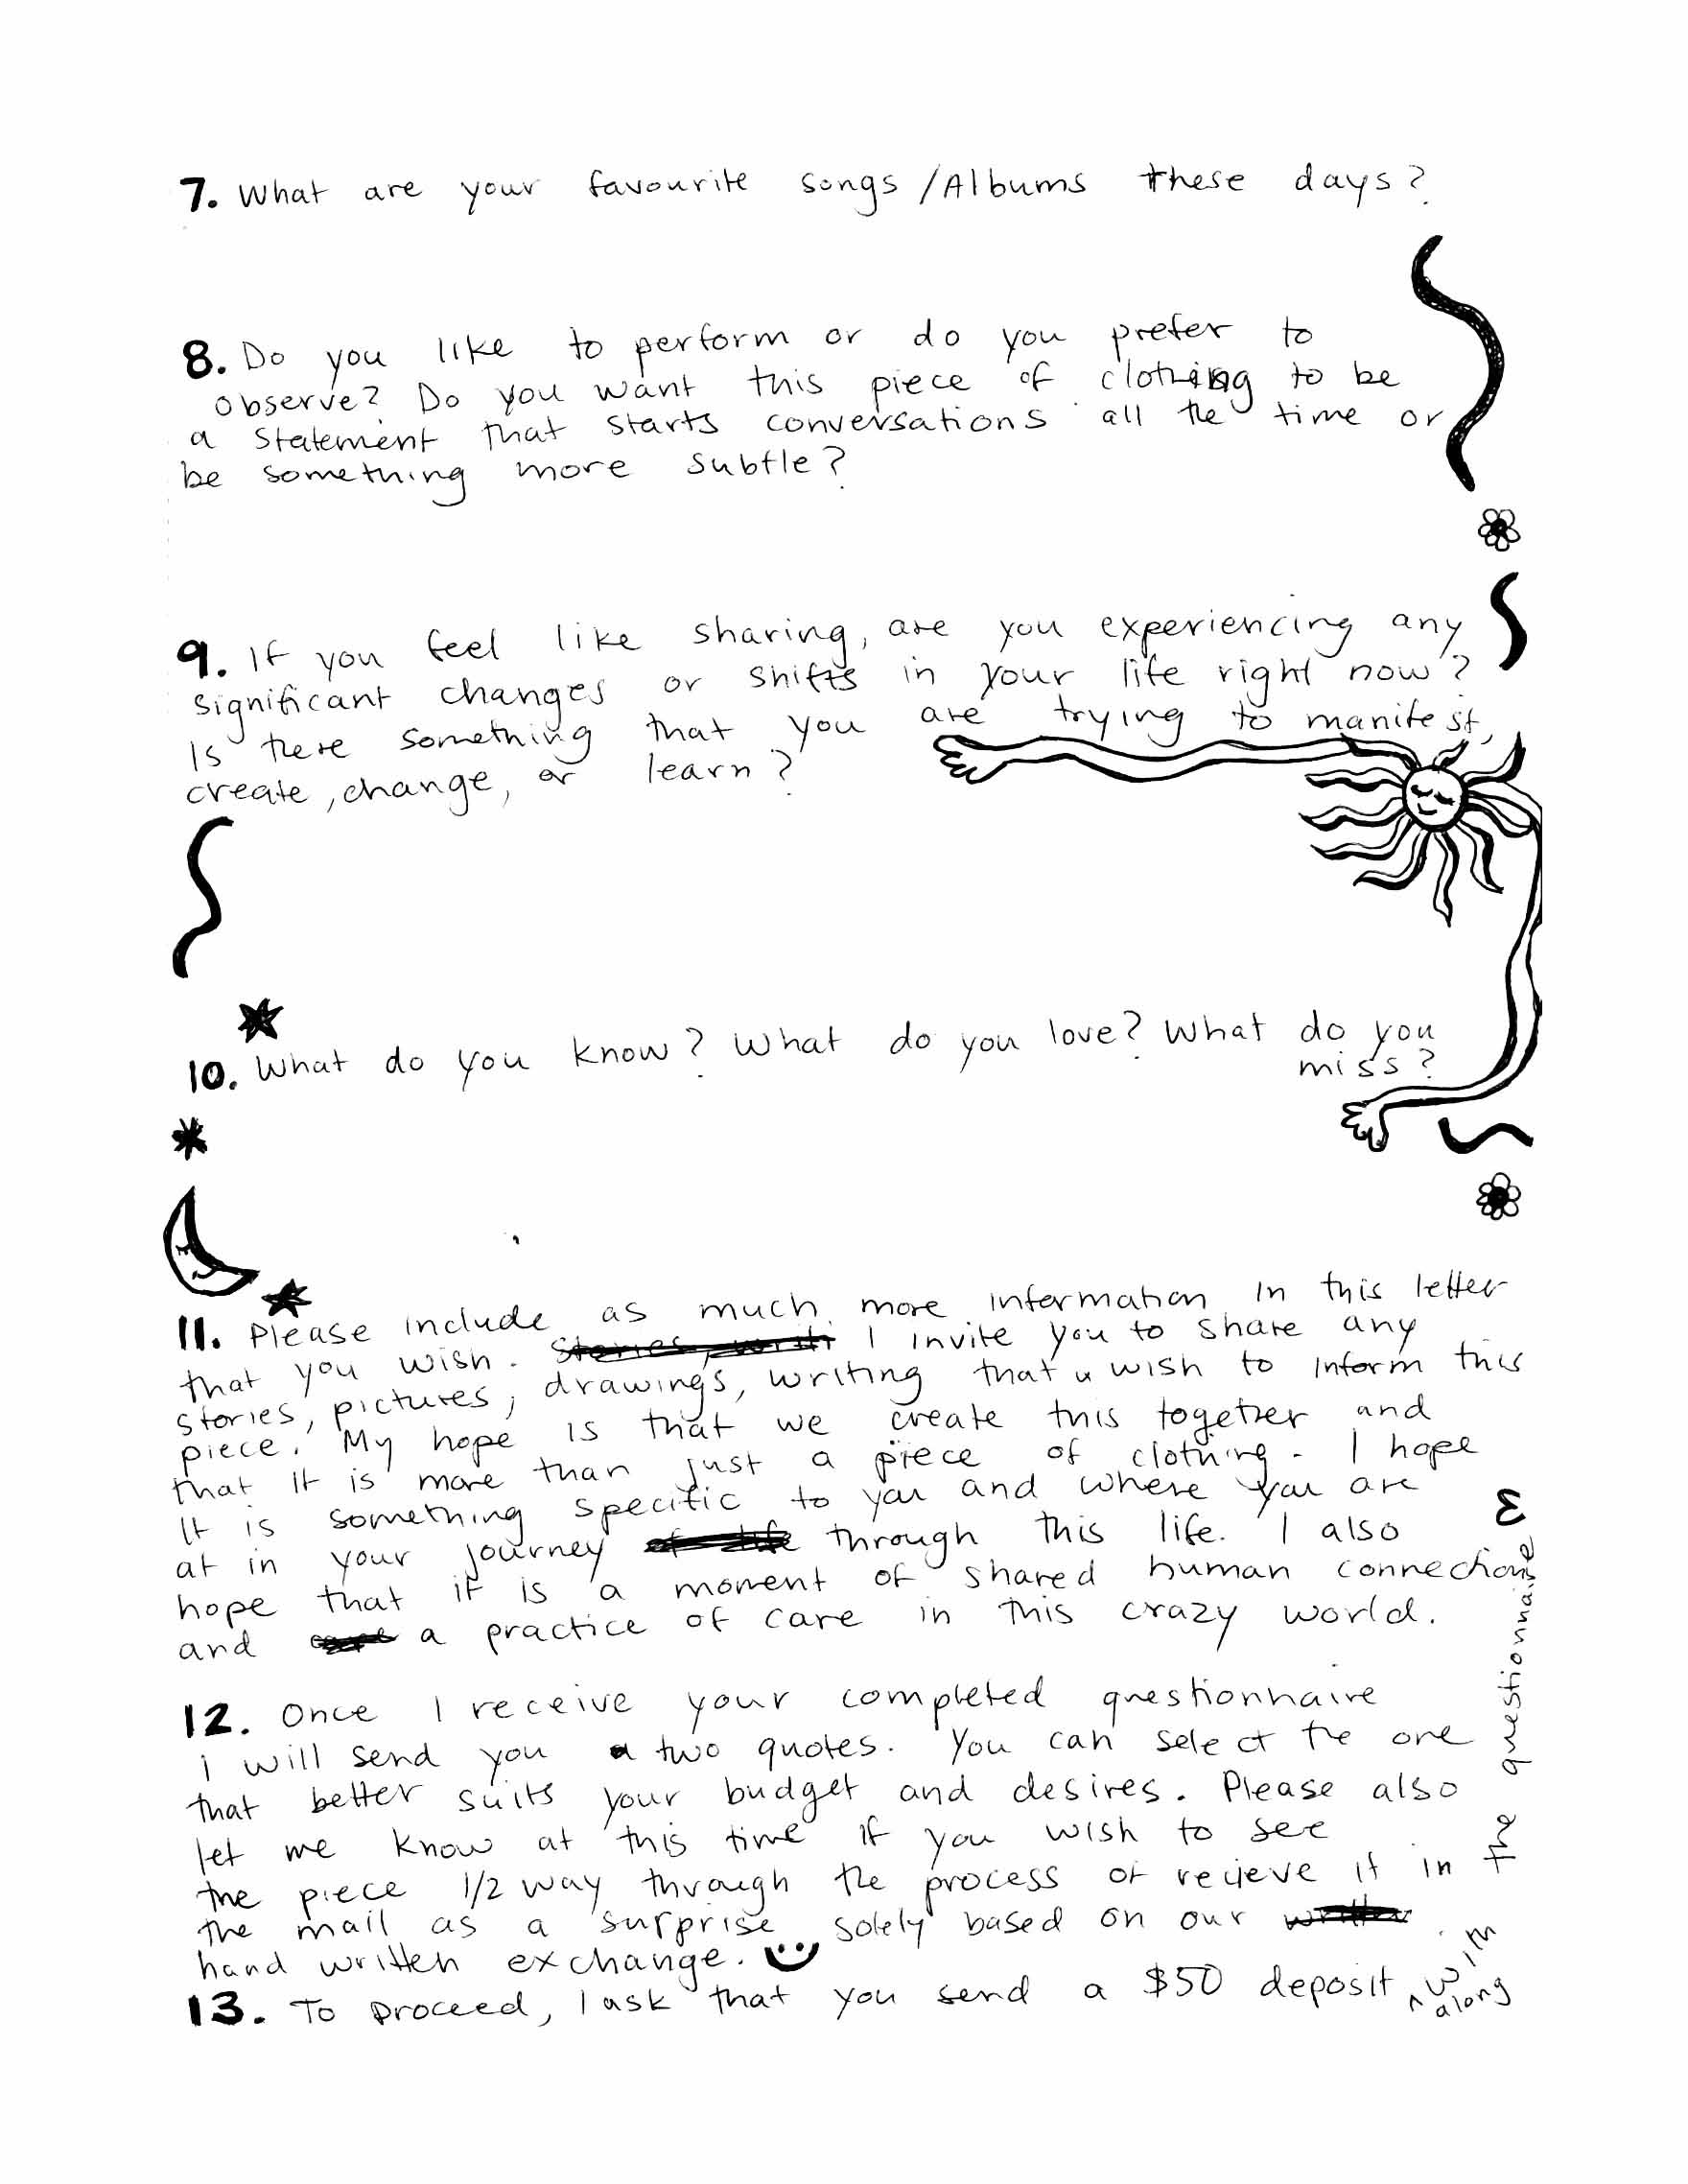 7. What are your favourite songs / Albums these days?
8. Do you like to perform or do you prefer to
observe? Do you want this piece of clothing to be
a statement that starts conversations all the time or
be something more subtle?
9. If you feel like sharing, are you experiencing any
significant changes or shifts in your life right now?
Is there something that you are trying to manifest,
create, change, or learn?
10. What do you know? What do you love? What do you
miss?
11. Please include as much more information in this letter
that you wish. I invite you to share any
stories, pictures, drawings, writing that u wish to inform this
piece. My hope is that we create this together and
that it is more than just a piece of clothing. I hope
It is something specific to you and where you are
at in your journey through this life. I also
hope that it is a moment of shared human connection
and a practice of care in this crazy world.
12. Once I receive your completed questionnaire
i will send you two quotes. You can select the one
that better suits your budget and desires. Please also
let me know at this time if you wish to see
the piece 1/2 way through the process or recieve it in
the mail as a surprise solely based on our
hand written exchange.
13. To proceed, I ask that you send a $50 deposit along
with the questionnaire